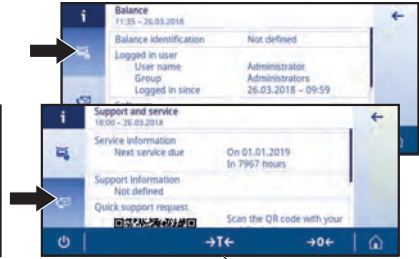 i
Balance
11:35 – 26.03.2018
Balance identification Not defined
Logged in user
User name Administrator
Group Administrators
Logged in since 26.03.2018 – 09:59
i
Support and service
10:00 – 26.03.2018
Service information
Next service due On 01.01.2019
In 7967 hours
Support Information
Not defined
Quick support request
Scan the QR code with your
→T← →0←